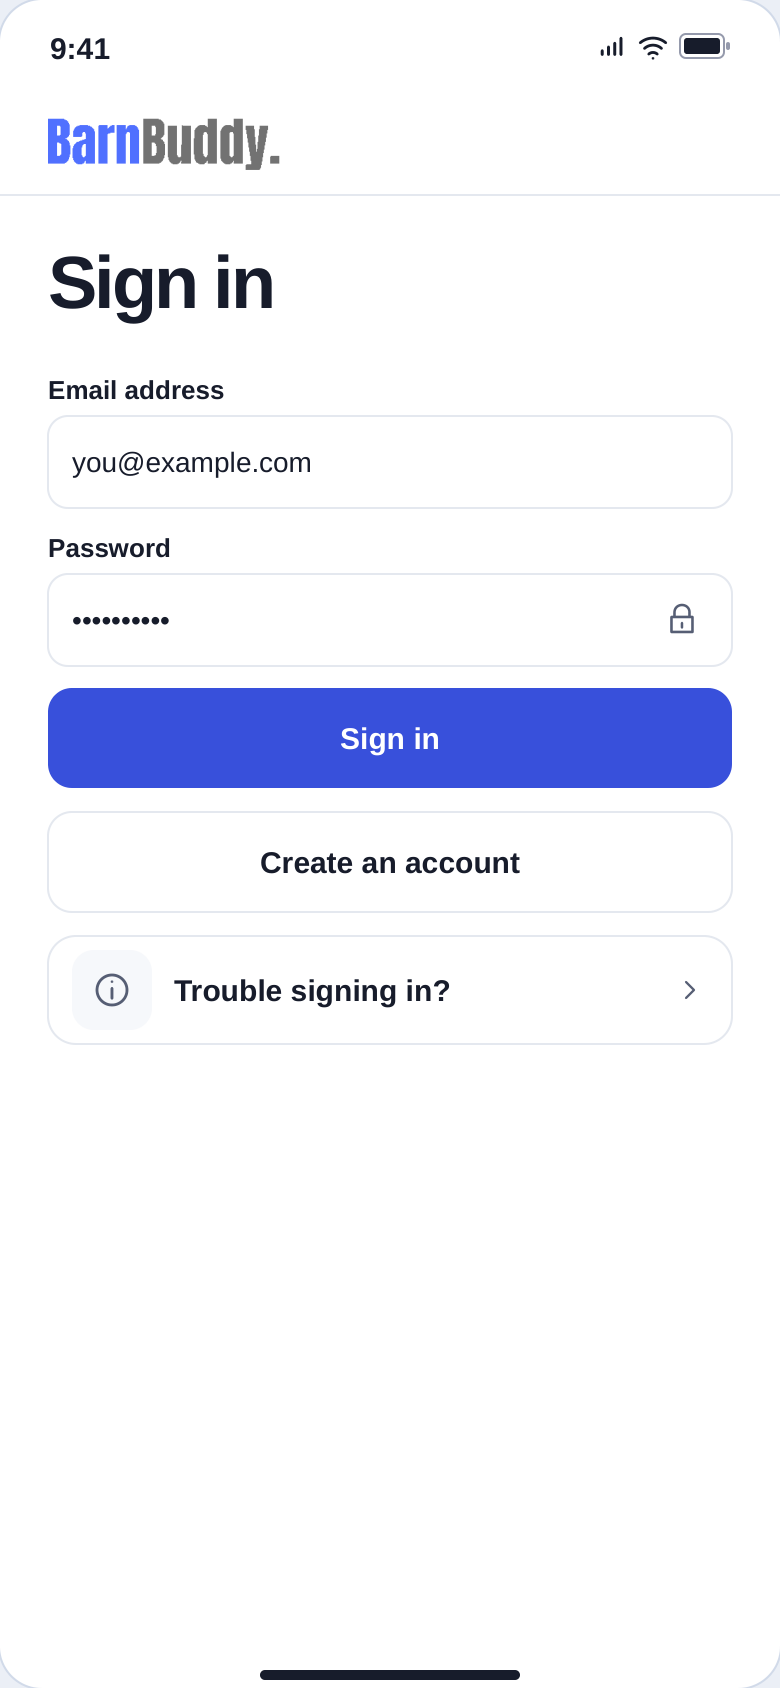 9:41
BarnBuddy.
Sign in
Email address
you@example.com
Password
••••••••••
Sign in
Create an account
Trouble signing in?